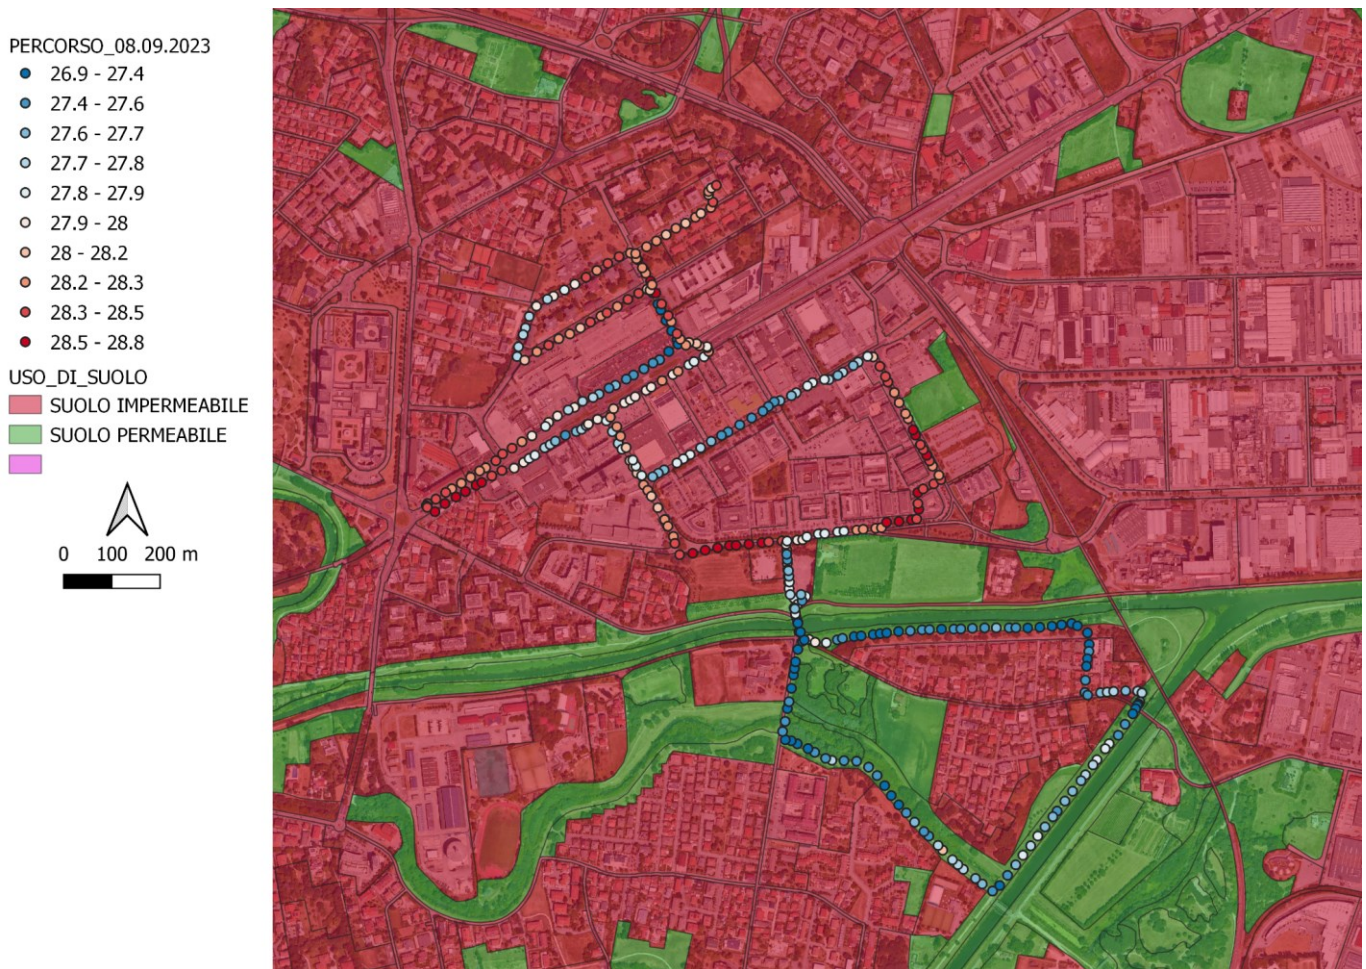 PERCORSO_08.09.2023
26.9 - 27.4
27.4 - 27.6
27.6 - 27.7
27.7 - 27.8
27.8 - 27.9
27.9 - 28
28 - 28.2
28.2 - 28.3
28.3 - 28.5
28.5 - 28.8
USO_DI_SUOLO
SUOLO IMPERMEABILE
SUOLO PERMEABILE
0 100 200 m